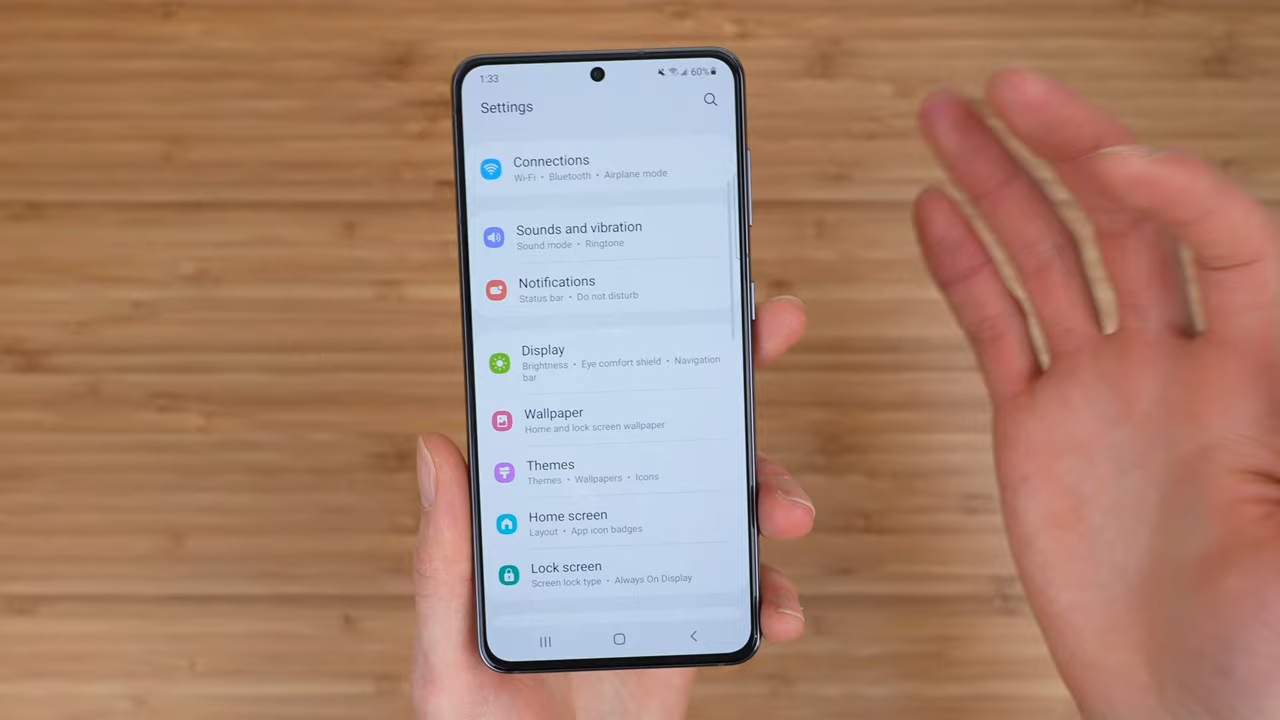 1:33
60%
Settings
Connections
Wi-Fi • Bluetooth • Airplane mode
Sounds and vibration
Sound mode • Ringtone
Notifications
Status bar • Do not disturb
Display
Brightness • Eye comfort shield • Navigation
bar
Wallpaper
Home and lock screen wallpaper
Themes
Themes • Wallpapers • Icons
Home screen
Layout • App icon badges
Lock screen
Screen lock type • Always On Display